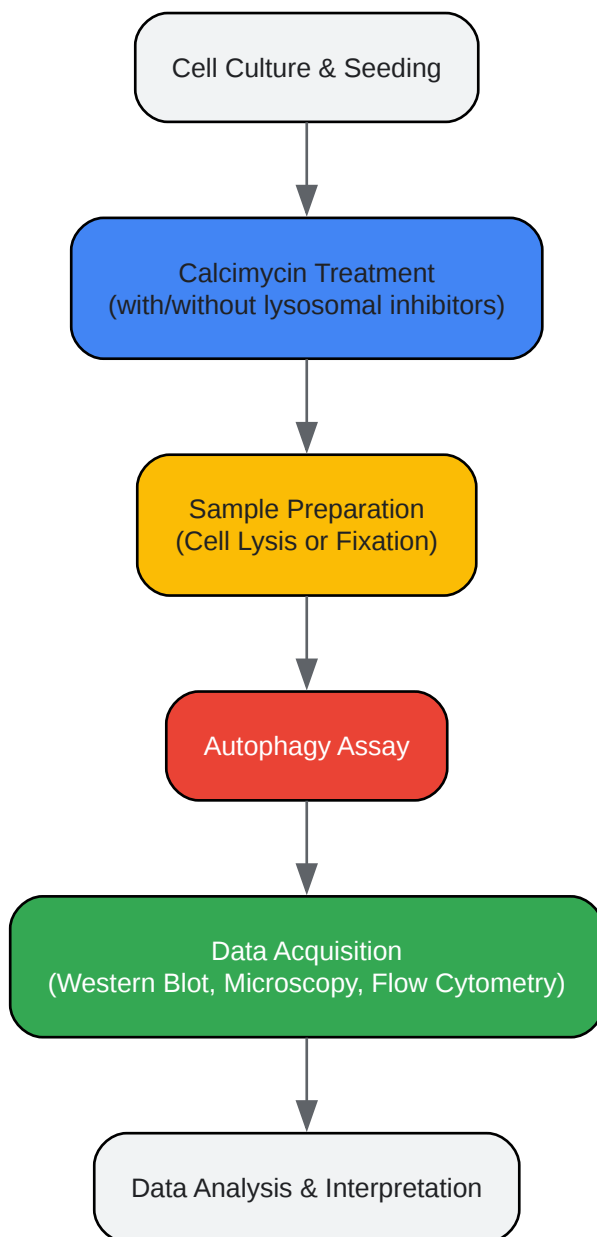 Cell Culture & Seeding
Calcimycin Treatment
(with/without lysosomal inhibitors)
Sample Preparation
(Cell Lysis or Fixation)
Autophagy Assay
Data Acquisition
(Western Blot, Microscopy, Flow Cytometry)
Data Analysis & Interpretation